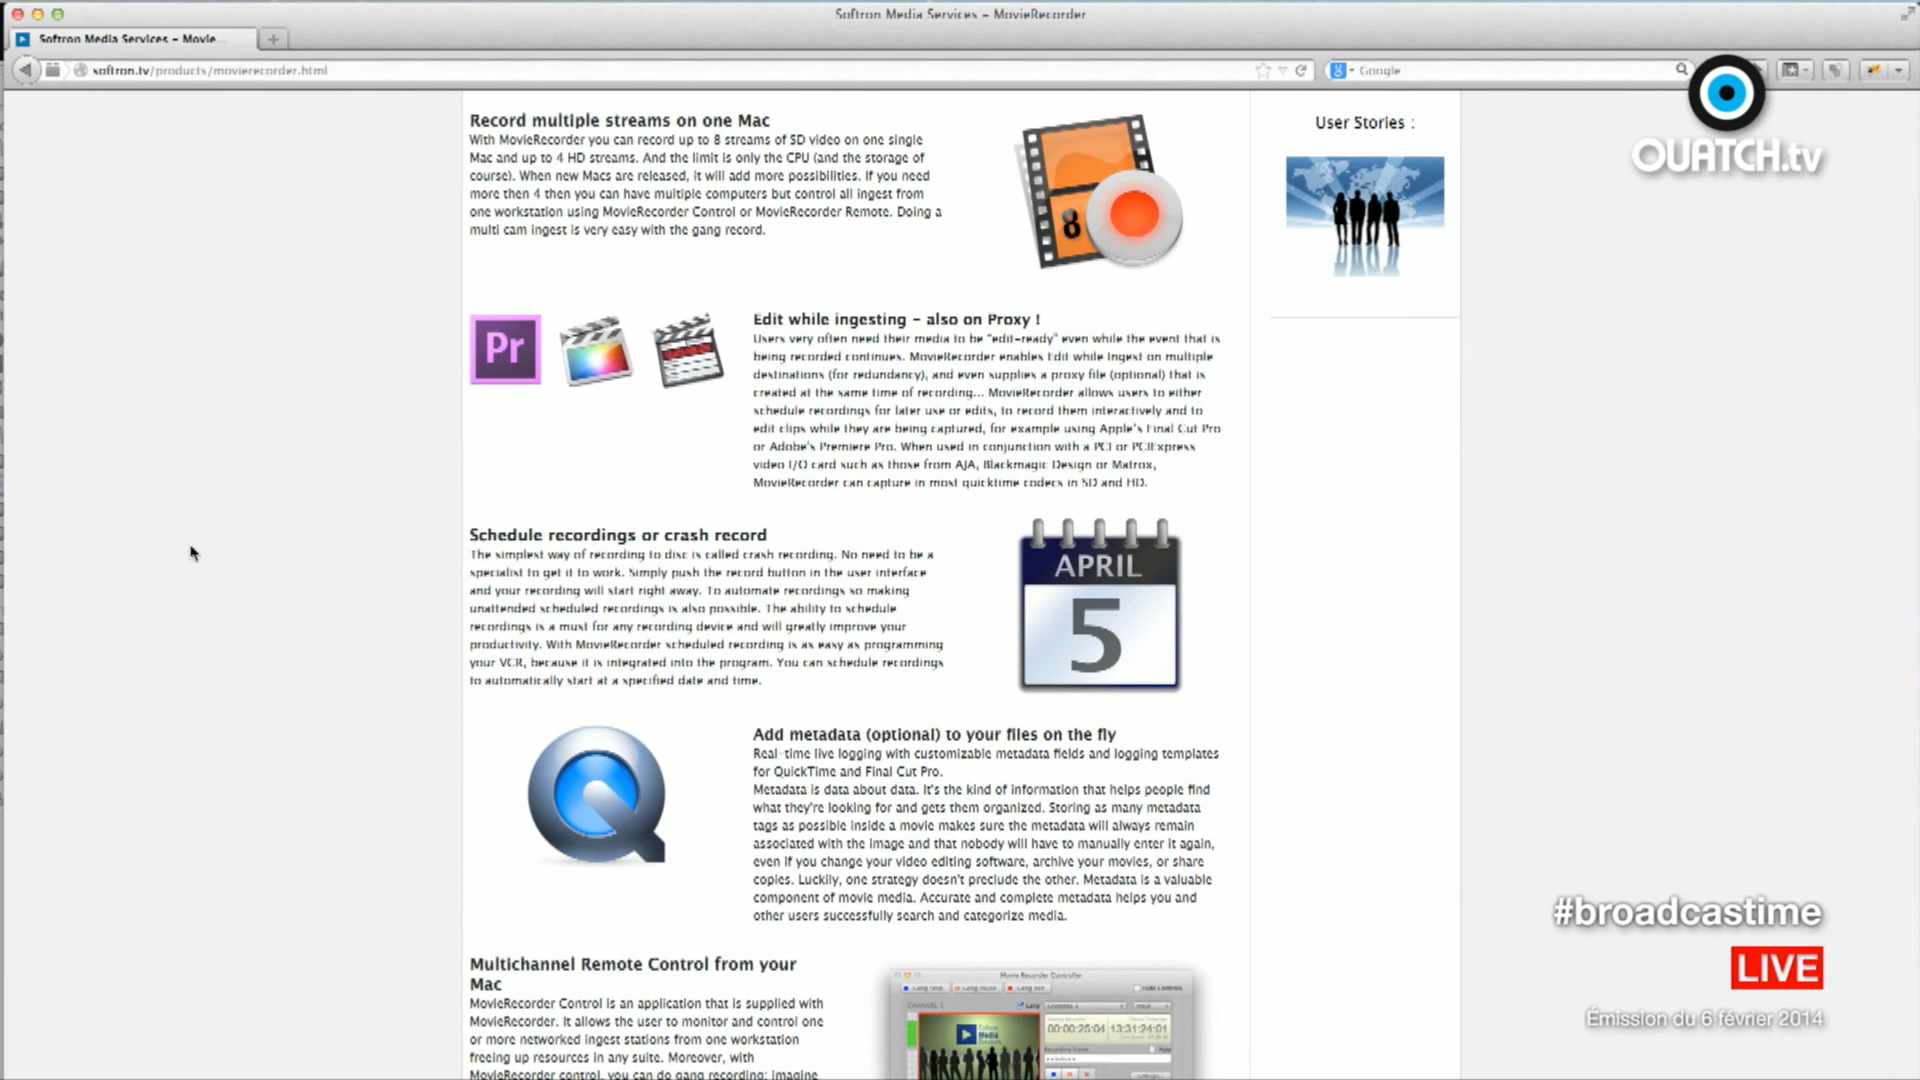 Softron Media Services – MovieRecorder
Softron Media Services – Movie...
softron.tv/products/movierecorder.html
Google
OUATCH.tv
Record multiple streams on one Mac
With MovieRecorder you can record up to 8 streams of SD video on one single
Mac and up to 4 HD streams. And the limit is only the CPU (and the storage of
course). When new Macs are released, it will add more possibilities. If you need
more then 4 then you can have multiple computers but control all ingest from
one workstation using MovieRecorder Control or MovieRecorder Remote. Doing a
multi cam ingest is very easy with the gang record.
8
User Stories :
Pr
Edit while ingesting – also on Proxy !
Users very often need their media to be "edit-ready" even while the event that is
being recorded continues. MovieRecorder enables Edit while Ingest on multiple
destinations (for redundancy), and even supplies a proxy file (optional) that is
created at the same time of recording... MovieRecorder allows users to either
schedule recordings for later use or edits, to record them interactively and to
edit clips while they are being captured, for example using Apple's Final Cut Pro
or Adobe's Premiere Pro. When used in conjunction with a PCI or PCIExpress
video I/O card such as those from AJA, Blackmagic Design or Matrox,
MovieRecorder can capture in most quicktime codecs in SD and HD.
Schedule recordings or crash record
The simplest way of recording to disc is called crash recording. No need to be a
specialist to get it to work. Simply push the record button in the user interface
and your recording will start right away. To automate recordings so making
unattended scheduled recordings is also possible. The ability to schedule
recordings is a must for any recording device and will greatly improve your
productivity. With MovieRecorder scheduled recording is as easy as programming
your VCR, because it is integrated into the program. You can schedule recordings
to automatically start at a specified date and time.
APRIL
5
Add metadata (optional) to your files on the fly
Real-time live logging with customizable metadata fields and logging templates
for QuickTime and Final Cut Pro.
Metadata is data about data. It's the kind of information that helps people find
what they're looking for and gets them organized. Storing as many metadata
tags as possible inside a movie makes sure the metadata will always remain
associated with the image and that nobody will have to manually enter it again,
even if you change your video editing software, archive your movies, or share
copies. Luckily, one strategy doesn't preclude the other. Metadata is a valuable
component of movie media. Accurate and complete metadata helps you and
other users successfully search and categorize media.
Multichannel Remote Control from your
Mac
MovieRecorder Control is an application that is supplied with
MovieRecorder. It allows the user to monitor and control one
or more networked ingest stations from one workstation
freeing up resources in any suite. Moreover, with
MovieRecorder control, you can do gang recording: imagine
Movie Recorder Controller
CHANNEL 1
Softron
Media
Services
00:00:25:04
13:31:24:01
#broadcastime
LIVE
Émission du 6 février 2014